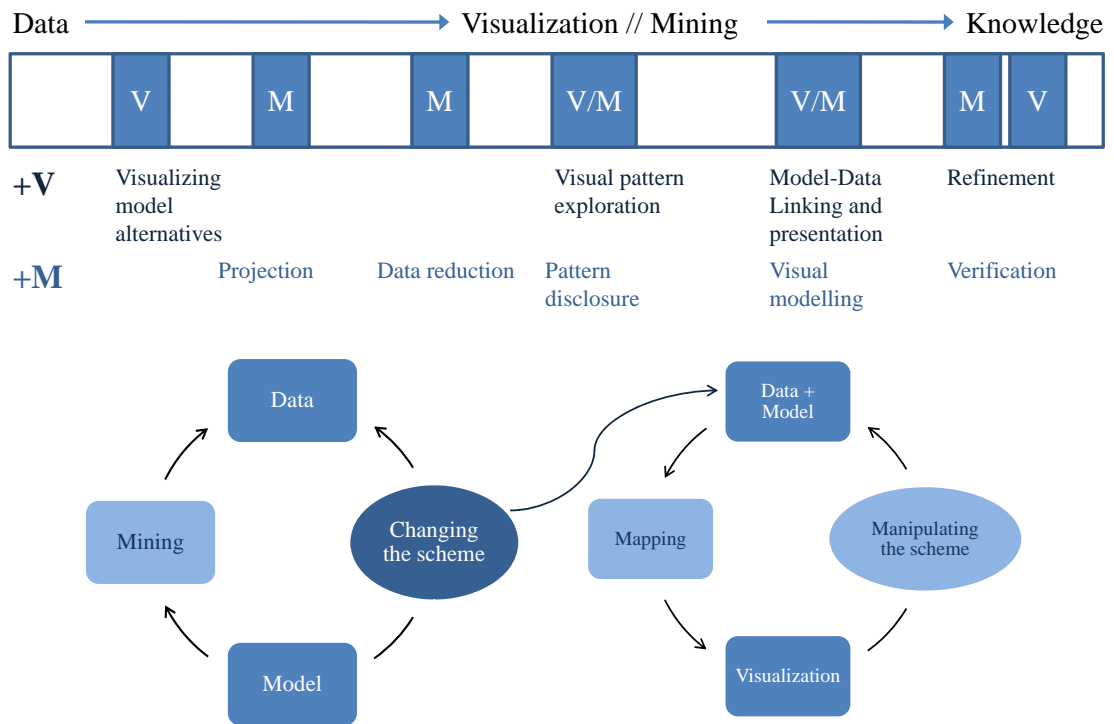 Data
Visualization // Mining
Knowledge
V
M
M
V/M
V/M
M
V
+V
Visualizing
model
alternatives
Visual pattern
exploration
Model-Data
Linking and
presentation
Refinement
+M
Projection
Data reduction
Pattern
disclosure
Visual
modelling
Verification
Data
Mining
Changing
the scheme
Model
Data +
Model
Mapping
Manipulating
the scheme
Visualization